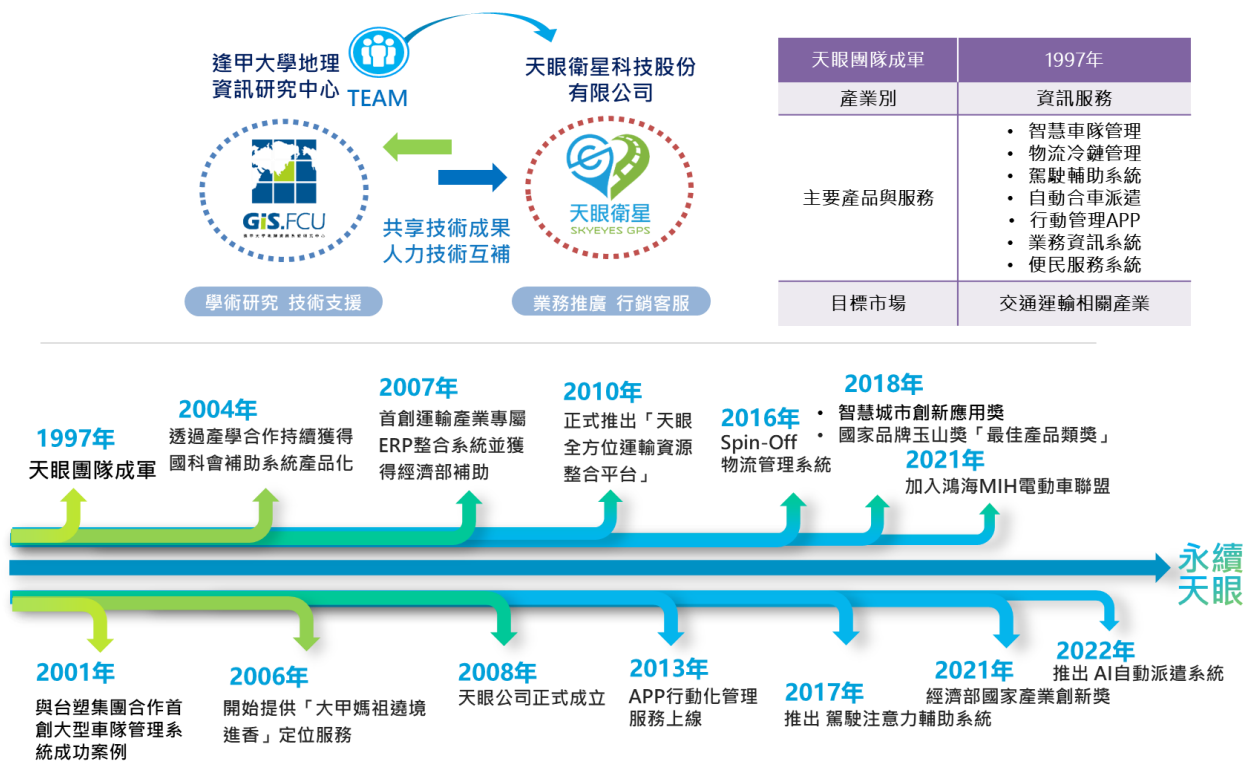 逢甲大學地理
資訊研究中心
TEAM
天眼衛星科技股份
有限公司
GIS.FCU
共享技術成果
人力技術互補
天眼衛星
SKYEYES GPS
學術研究 技術支援
業務推廣 行銷客服
天眼團隊成軍 1997年
產業別 資訊服務
主要產品與服務
• 智慧車隊管理
• 物流冷鏈管理
• 駕駛輔助系統
• 自動合車派遣
• 行動管理APP
• 業務資訊系統
• 便民服務系統
目標市場 交通運輸相關產業
1997年
天眼團隊成軍
2004年
透過產學合作持續獲得
國科會補助系統產品化
2007年
首創運輸產業專屬
ERP整合系統並獲
得經濟部補助
2010年
正式推出「天眼
全方位運輸資源
整合平台」
2016年
Spin-Off
物流管理系統
2018年
• 智慧城市創新應用獎
• 國家品牌玉山獎「最佳產品類獎」
2021年
加入鴻海MIH電動車聯盟
永續
天眼
2001年
與台塑集團合作首
創大型車隊管理系
統成功案例
2006年
開始提供「大甲媽祖遶境
進香」定位服務
2008年
天眼公司正式成立
2013年
APP行動化管理
服務上線
2017年
推出 駕駛注意力輔助系統
2021年
經濟部國家產業創新獎
2022年
推出 AI自動派遣系統